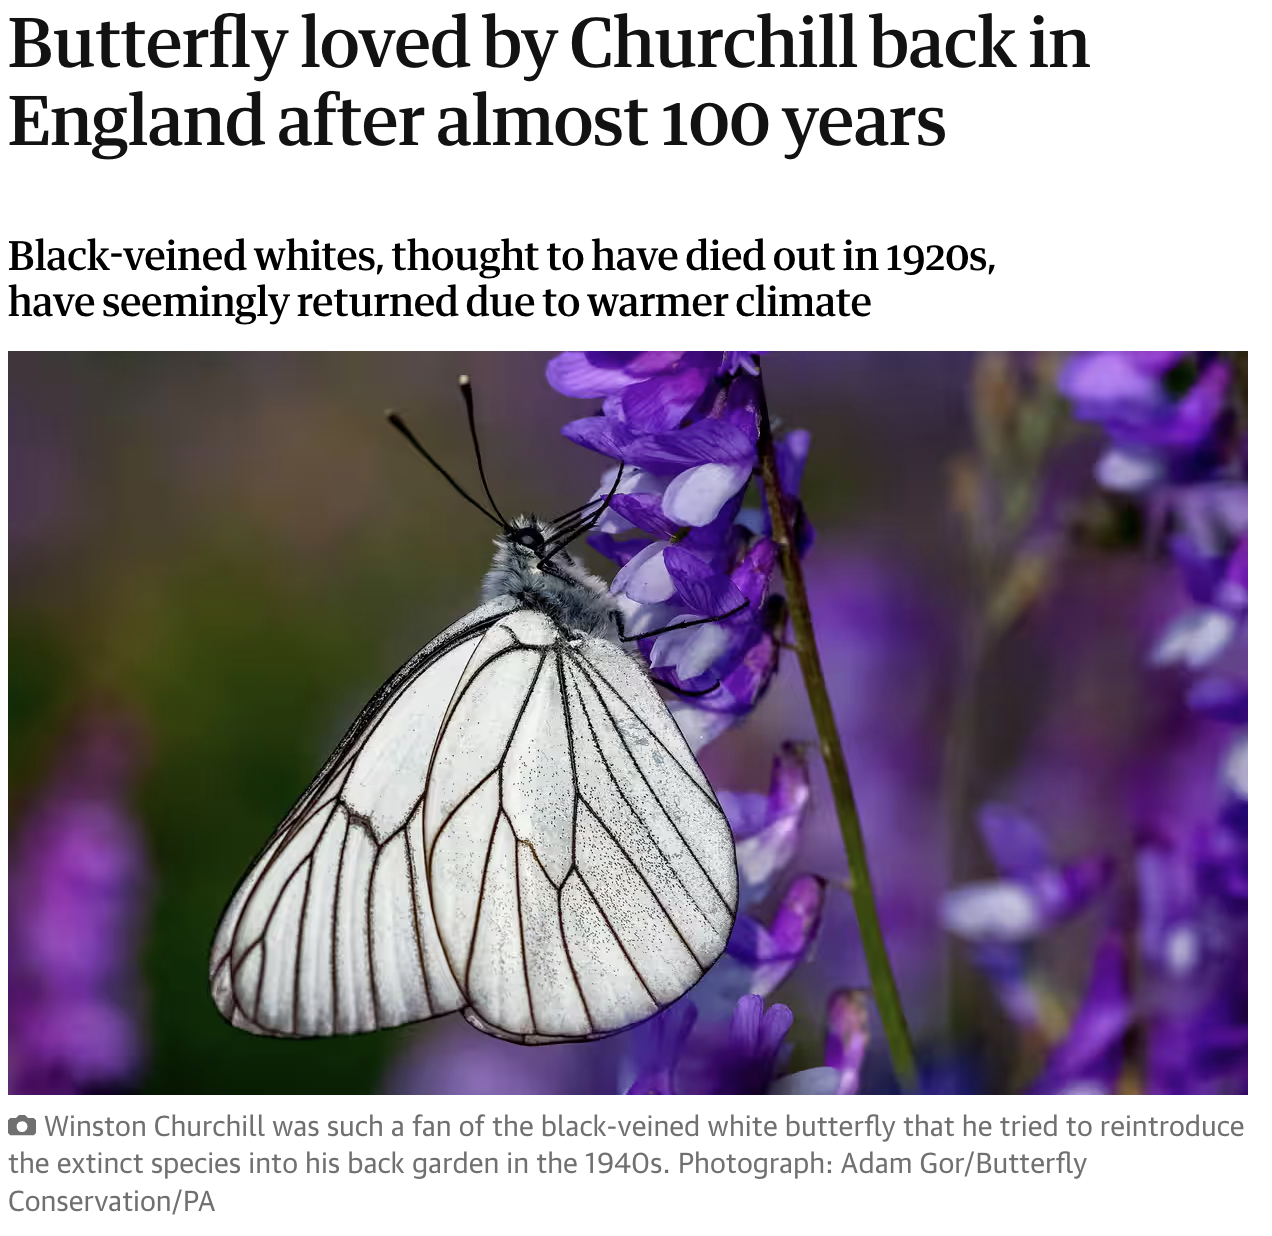 Butterfly loved by Churchill back in
England after almost 100 years
Black-veined whites, thought to have died out in 1920s,
have seemingly returned due to warmer climate
Winston Churchill was such a fan of the black-veined white butterfly that he tried to reintroduce
the extinct species into his back garden in the 1940s. Photograph: Adam Gor/Butterfly
Conservation/PA